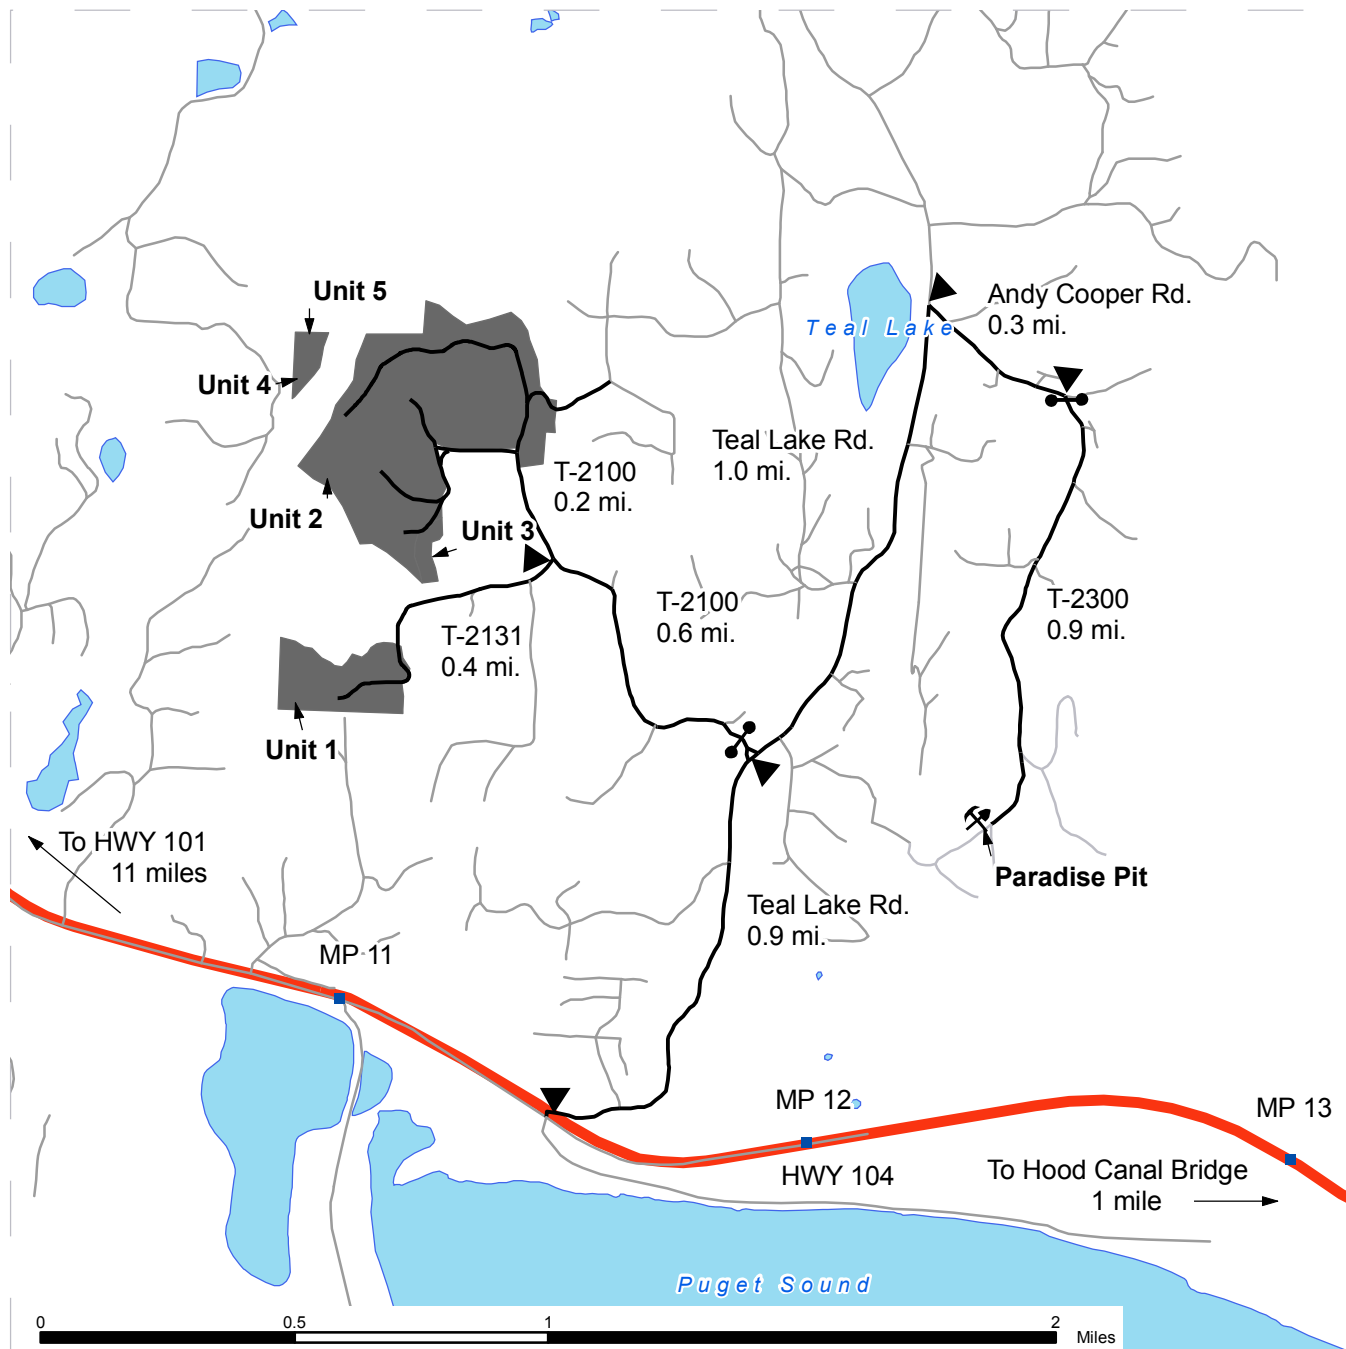 Unit 5
Andy Cooper Rd.
0.3 mi.
Teal Lake
Unit 4
Teal Lake Rd.
1.0 mi.
T-2100
0.2 mi.
Unit 2
Unit 3
T-2100
0.6 mi.
T-2300
0.9 mi.
T-2131
0.4 mi.
Unit 1
To HWY 101
11 miles
Paradise Pit
Teal Lake Rd.
0.9 mi.
MP 11
MP 12
MP 13
HWY 104
To Hood Canal Bridge
1 mile
Puget Sound
0 0.5 1 2
Miles